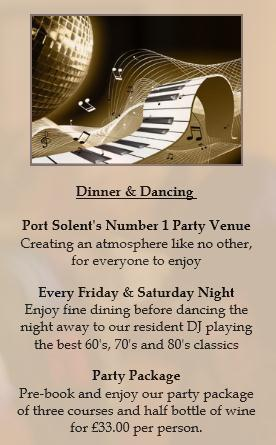 Dinner & Dancing
Port Solent's Number 1 Party Venue
Creating an atmosphere like no other,
for everyone to enjoy
Every Friday & Saturday Night
Enjoy fine dining before dancing the
night away to our resident DJ playing
the best 60's, 70's and 80's classics
Party Package
Pre-book and enjoy our party package
of three courses and half bottle of wine
for £33.00 per person.